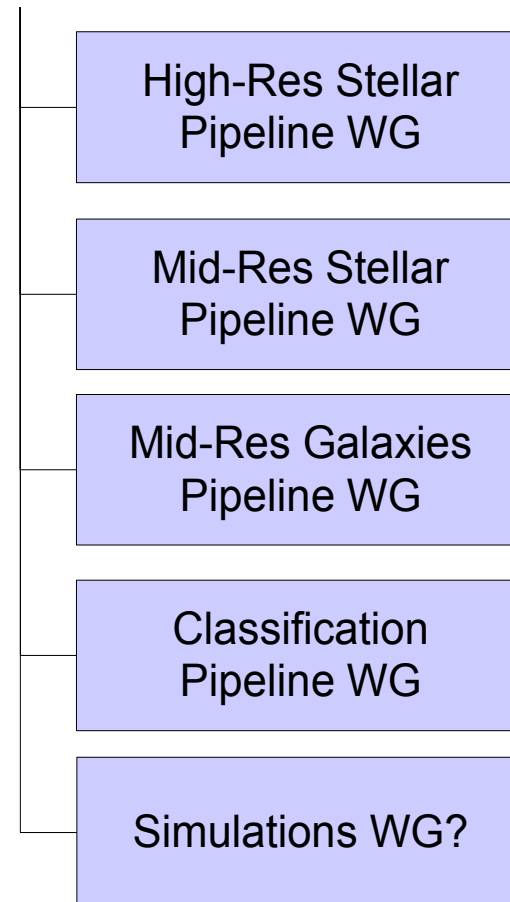 High-Res Stellar
Pipeline WG
Mid-Res Stellar
Pipeline WG
Mid-Res Galaxies
Pipeline WG
Classification
Pipeline WG
Simulations WG?